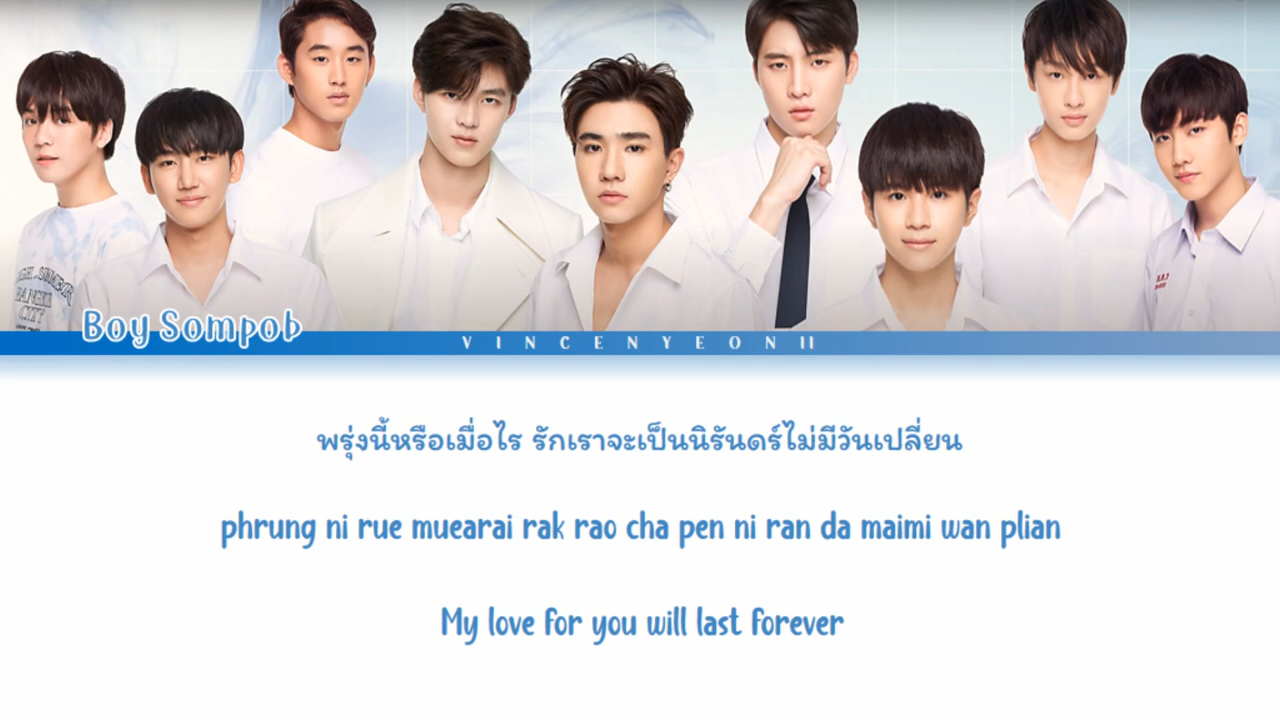 Boy Sompob
VINCENYEONII
พรุ่งนี้หรือเมื่อไร รักเราจะเป็นนิรันดร์ไม่มีวันเปลี่ยน
phrung ni rue muearai rak rao cha pen ni ran da maimi wan plian
My love for you will last forever